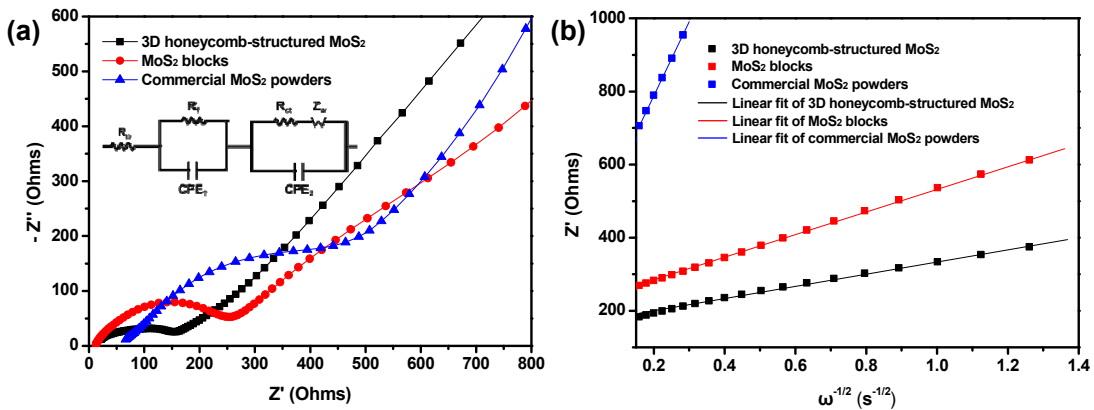 (a)
600
500
400
300
200
100
0
- Z'' (Ohms)
3D honeycomb-structured MoS₂
MoS₂ blocks
Commercial MoS₂ powders
R_f
R_ct
Z_w
CPE₂
0 100 200 300 400 500 600 700 800
Z' (Ohms)
(b)
1000
800
600
400
200
Z' (Ohms)
3D honeycomb-structured MoS₂
MoS₂ blocks
Commercial MoS₂ powders
Linear fit of 3D honeycomb-structured MoS₂
Linear fit of MoS₂ blocks
Linear fit of commercial MoS₂ powders
0.2 0.4 0.6 0.8 1.0 1.2 1.4
ω⁻¹/² (s⁻¹/²)